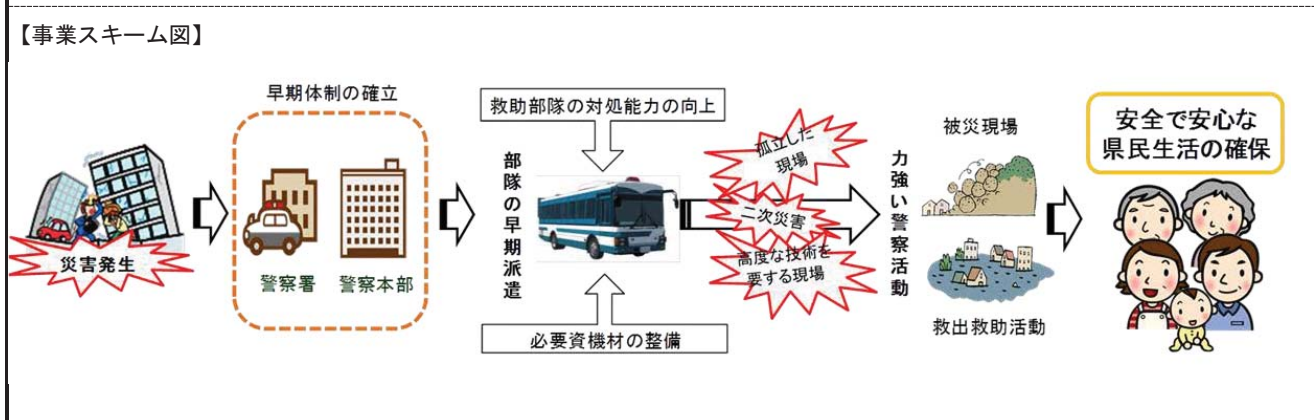 【事業スキーム図】
災害発生
早期体制の確立
警察署
警察本部
救助部隊の対処能力の向上
部隊の早期派遣
必要資機材の整備
孤立した
現場
二次災害
高度な技術を
要する現場
力強い警察活動
被災現場
救出救助活動
安全で安心な
県民生活の確保